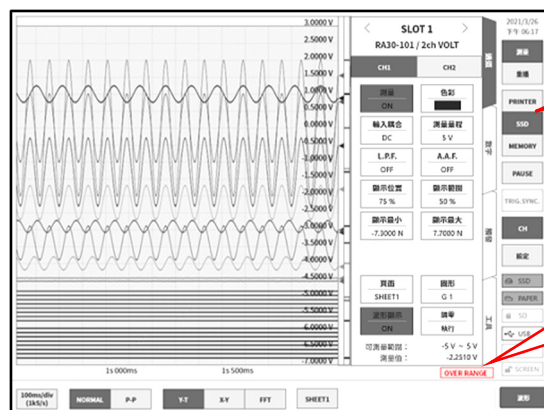 3.0000 V
2.5000 V
2.0000 V
1.5000 V
1.0000 V
0.5000 V
0.0000 V
-0.5000 V
-1.0000 V
-1.5000 V
-2.0000 V
-2.5000 V
-3.0000 V
-3.5000 V
-4.0000 V
-4.5000 V
-5.0000 V
-5.5000 V
-6.0000 V
-6.5000 V
-7.0000 V
1s 000ms
1s 500ms
SLOT 1
RA30-101 / 2ch VOLT
CH1
CH2
測量
ON
色彩
輸入耦合
DC
測量量程
5 V
L.P.F.
OFF
A.A.F.
OFF
顯示位置
75 %
顯示範圍
50 %
顯示最小
-7.3000 N
顯示最大
7.7000 N
頁面
SHEET1
圖形
G 1
波形顯示
ON
調零
執行
可測量範圍：
-5 V ~ 5 V
測量值：
-2.2510 V
OVER RANGE
數字
觸發
工具
2021/3/26
下午 06:17
測量
重播
PRINTER
SSD
MEMORY
PAUSE
TRIG.SYNC.
CH
設定
SSD
PAPER
SD
USB
SCREEN
波形
100ms/div
(1kS/s)
NORMAL
P-P
Y-T
X-Y
FFT
SHEET1